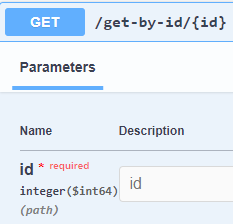 GET /get-by-id/{id}
Parameters
Name Description
id * required
integer($int64) id
(path)